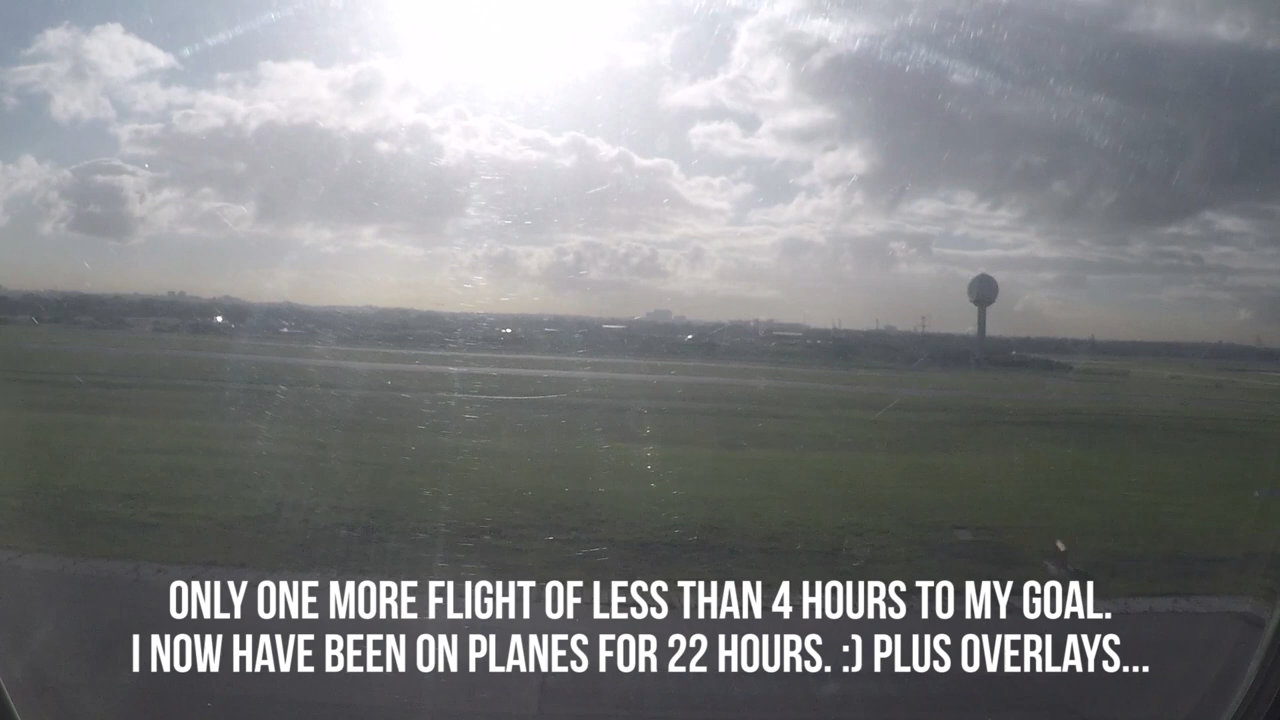 ONLY ONE MORE FLIGHT OF LESS THAN 4 HOURS TO MY GOAL.
I NOW HAVE BEEN ON PLANES FOR 22 HOURS. :) PLUS OVERLAYS...